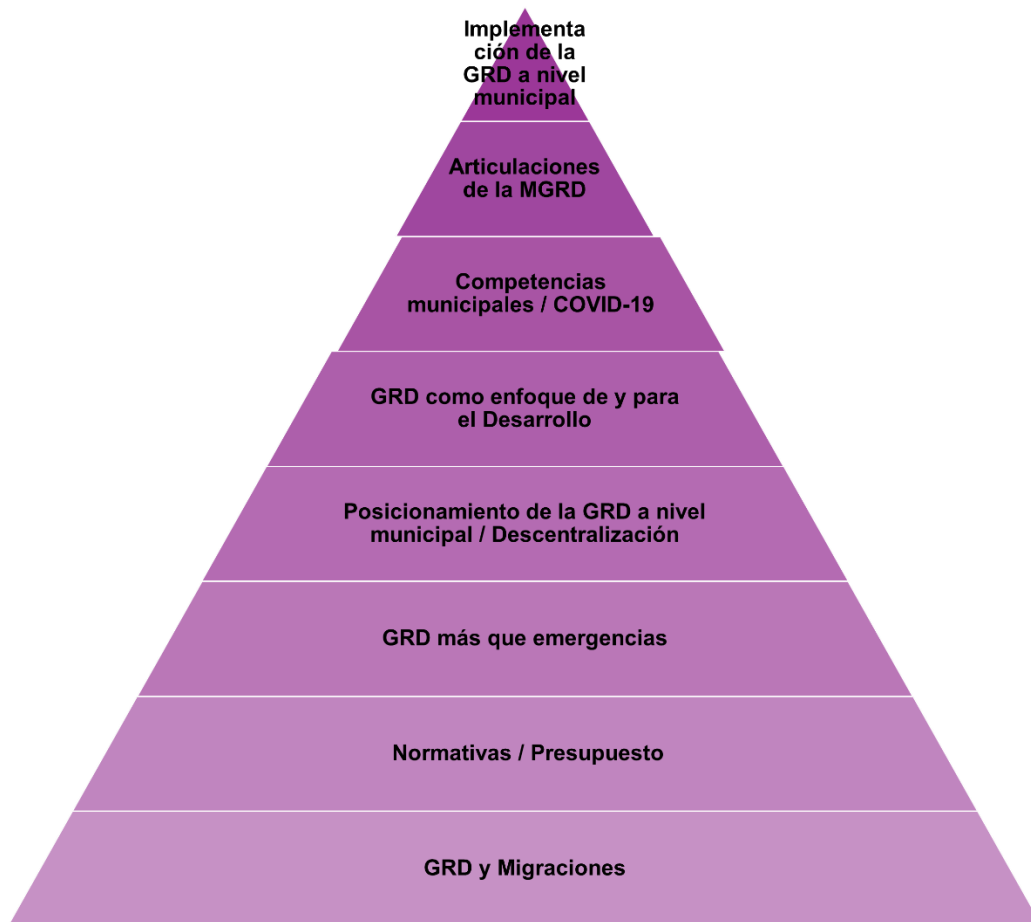 Implementa
ción de la
GRD a nivel
municipal
Articulaciones
de la MGRD
Competencias
municipales / COVID-19
GRD como enfoque de y para
el Desarrollo
Posicionamiento de la GRD a nivel
municipal / Descentralización
GRD más que emergencias
Normativas / Presupuesto
GRD y Migraciones